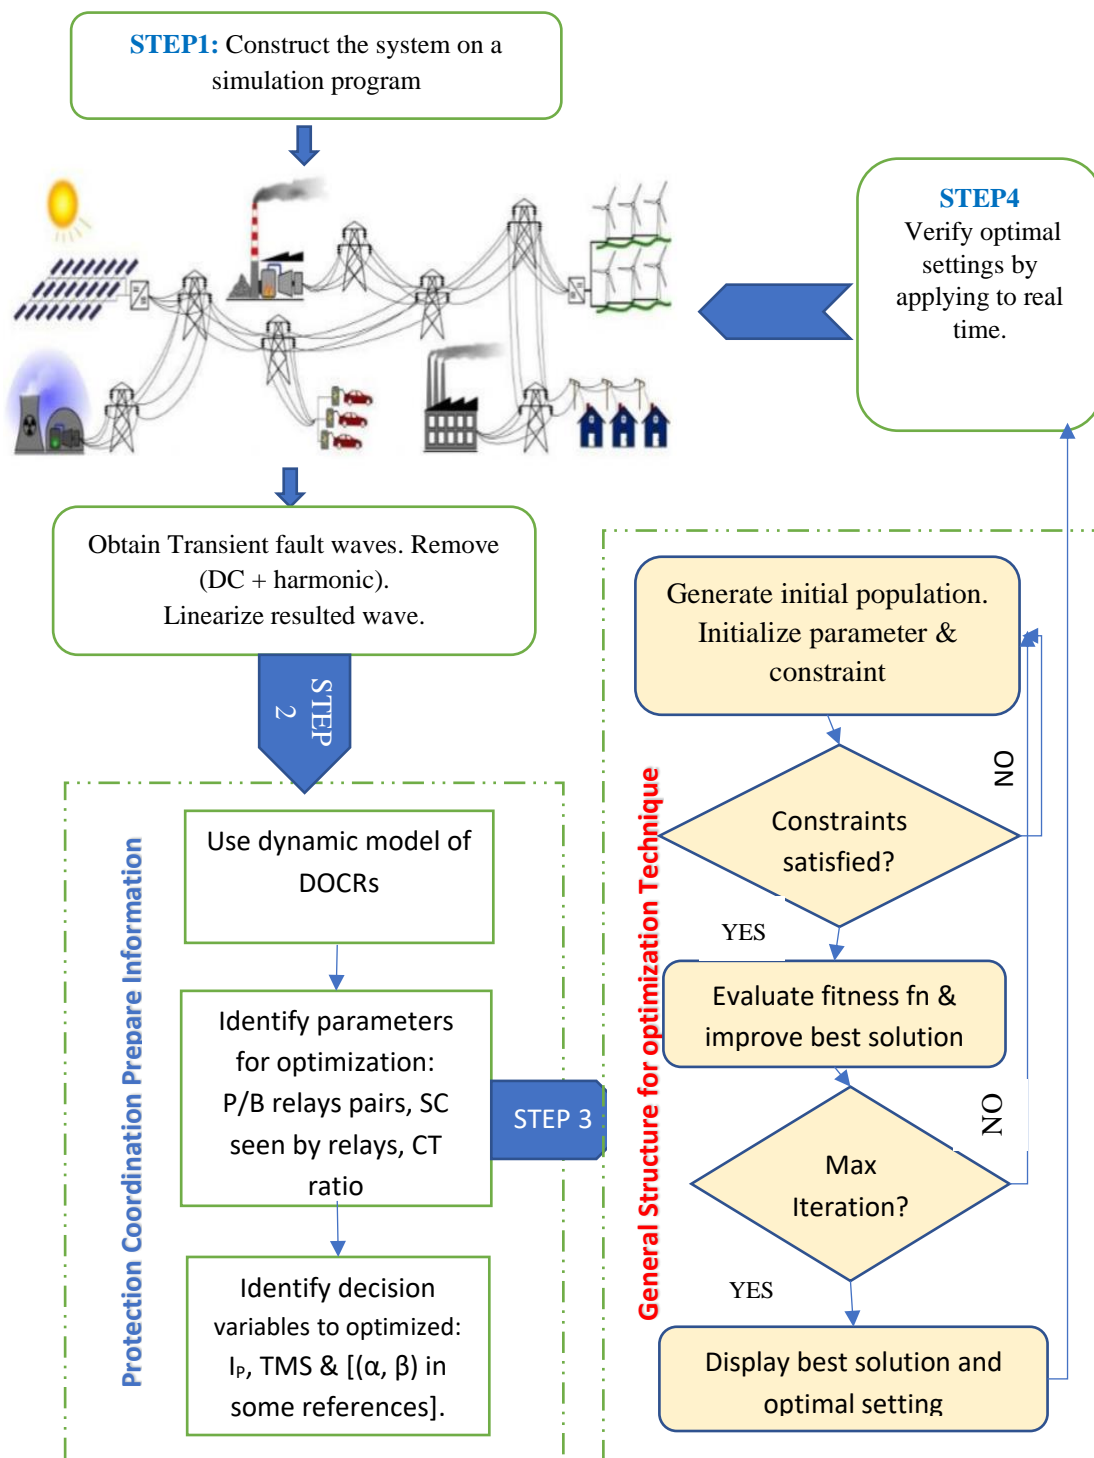 STEP1: Construct the system on a
simulation program
STEP4
Verify optimal
settings by
applying to real
time.
Obtain Transient fault waves. Remove
(DC + harmonic).
Linearize resulted wave.
STEP
2
Protection Coordination Prepare Information
Use dynamic model of
DOCRs
Identify parameters
for optimization:
P/B relays pairs, SC
seen by relays, CT
ratio
Identify decision
variables to optimized:
IP, TMS & [(α, β) in
some references].
STEP 3
General Structure for optimization Technique
Generate initial population.
Initialize parameter &
constraint
Constraints
satisfied?
NO
YES
Evaluate fitness fn &
improve best solution
Max
Iteration?
NO
YES
Display best solution and
optimal setting